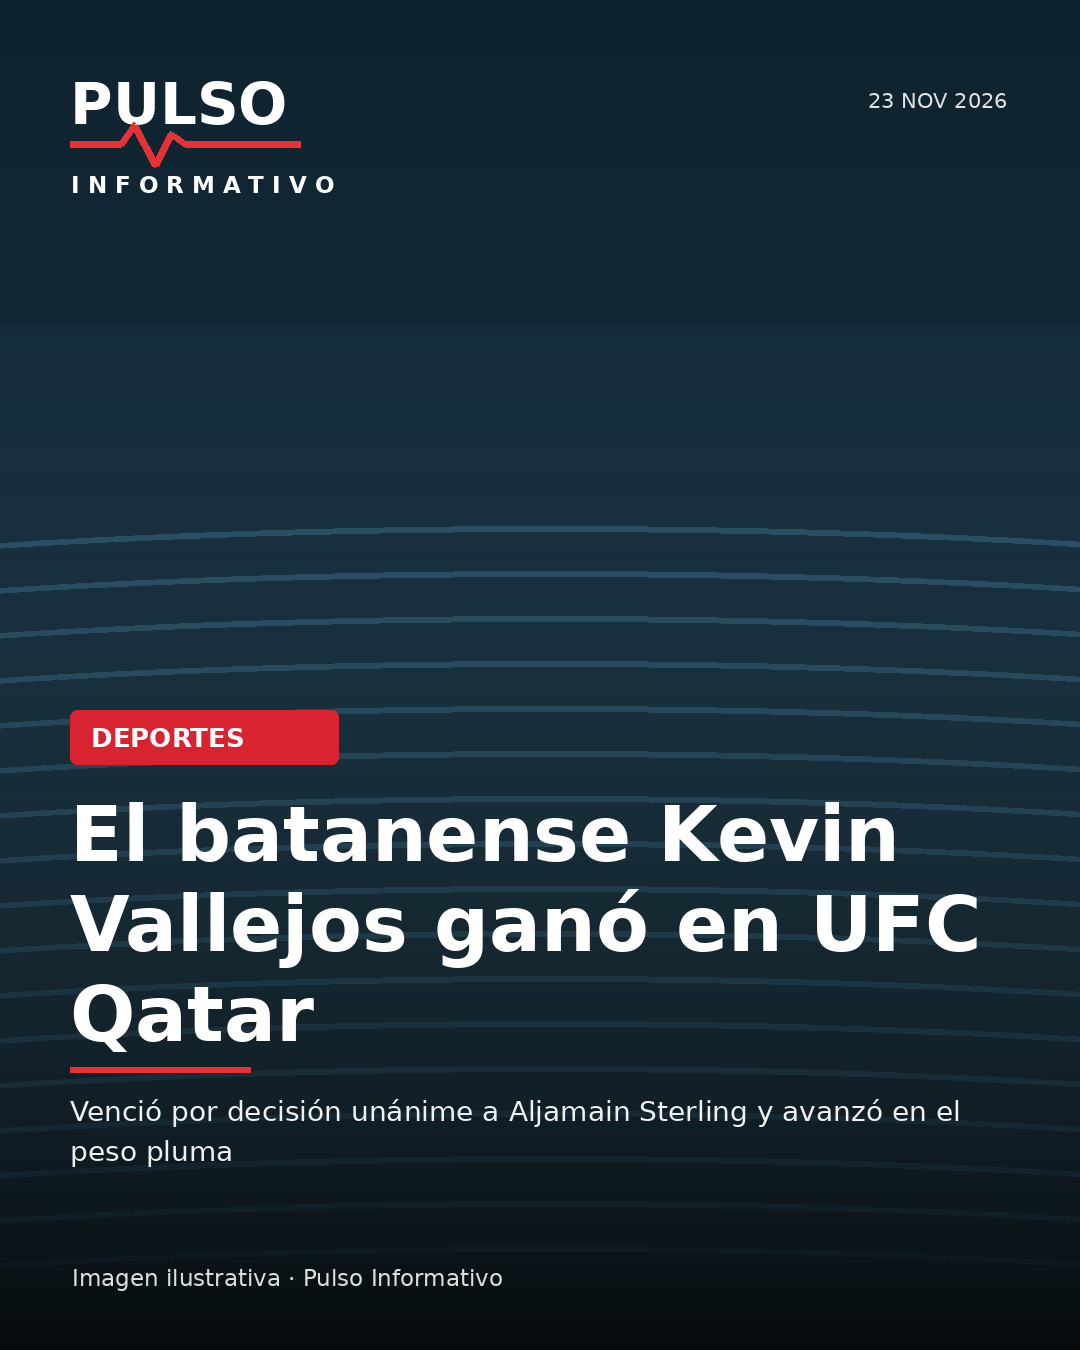 PULSO
INFORMATIVO
23 NOV 2026
DEPORTES
El batanense Kevin
Vallejos ganó en UFC
Qatar
Venció por decisión unánime a Aljamain Sterling y avanzó en el
peso pluma
Imagen ilustrativa · Pulso Informativo